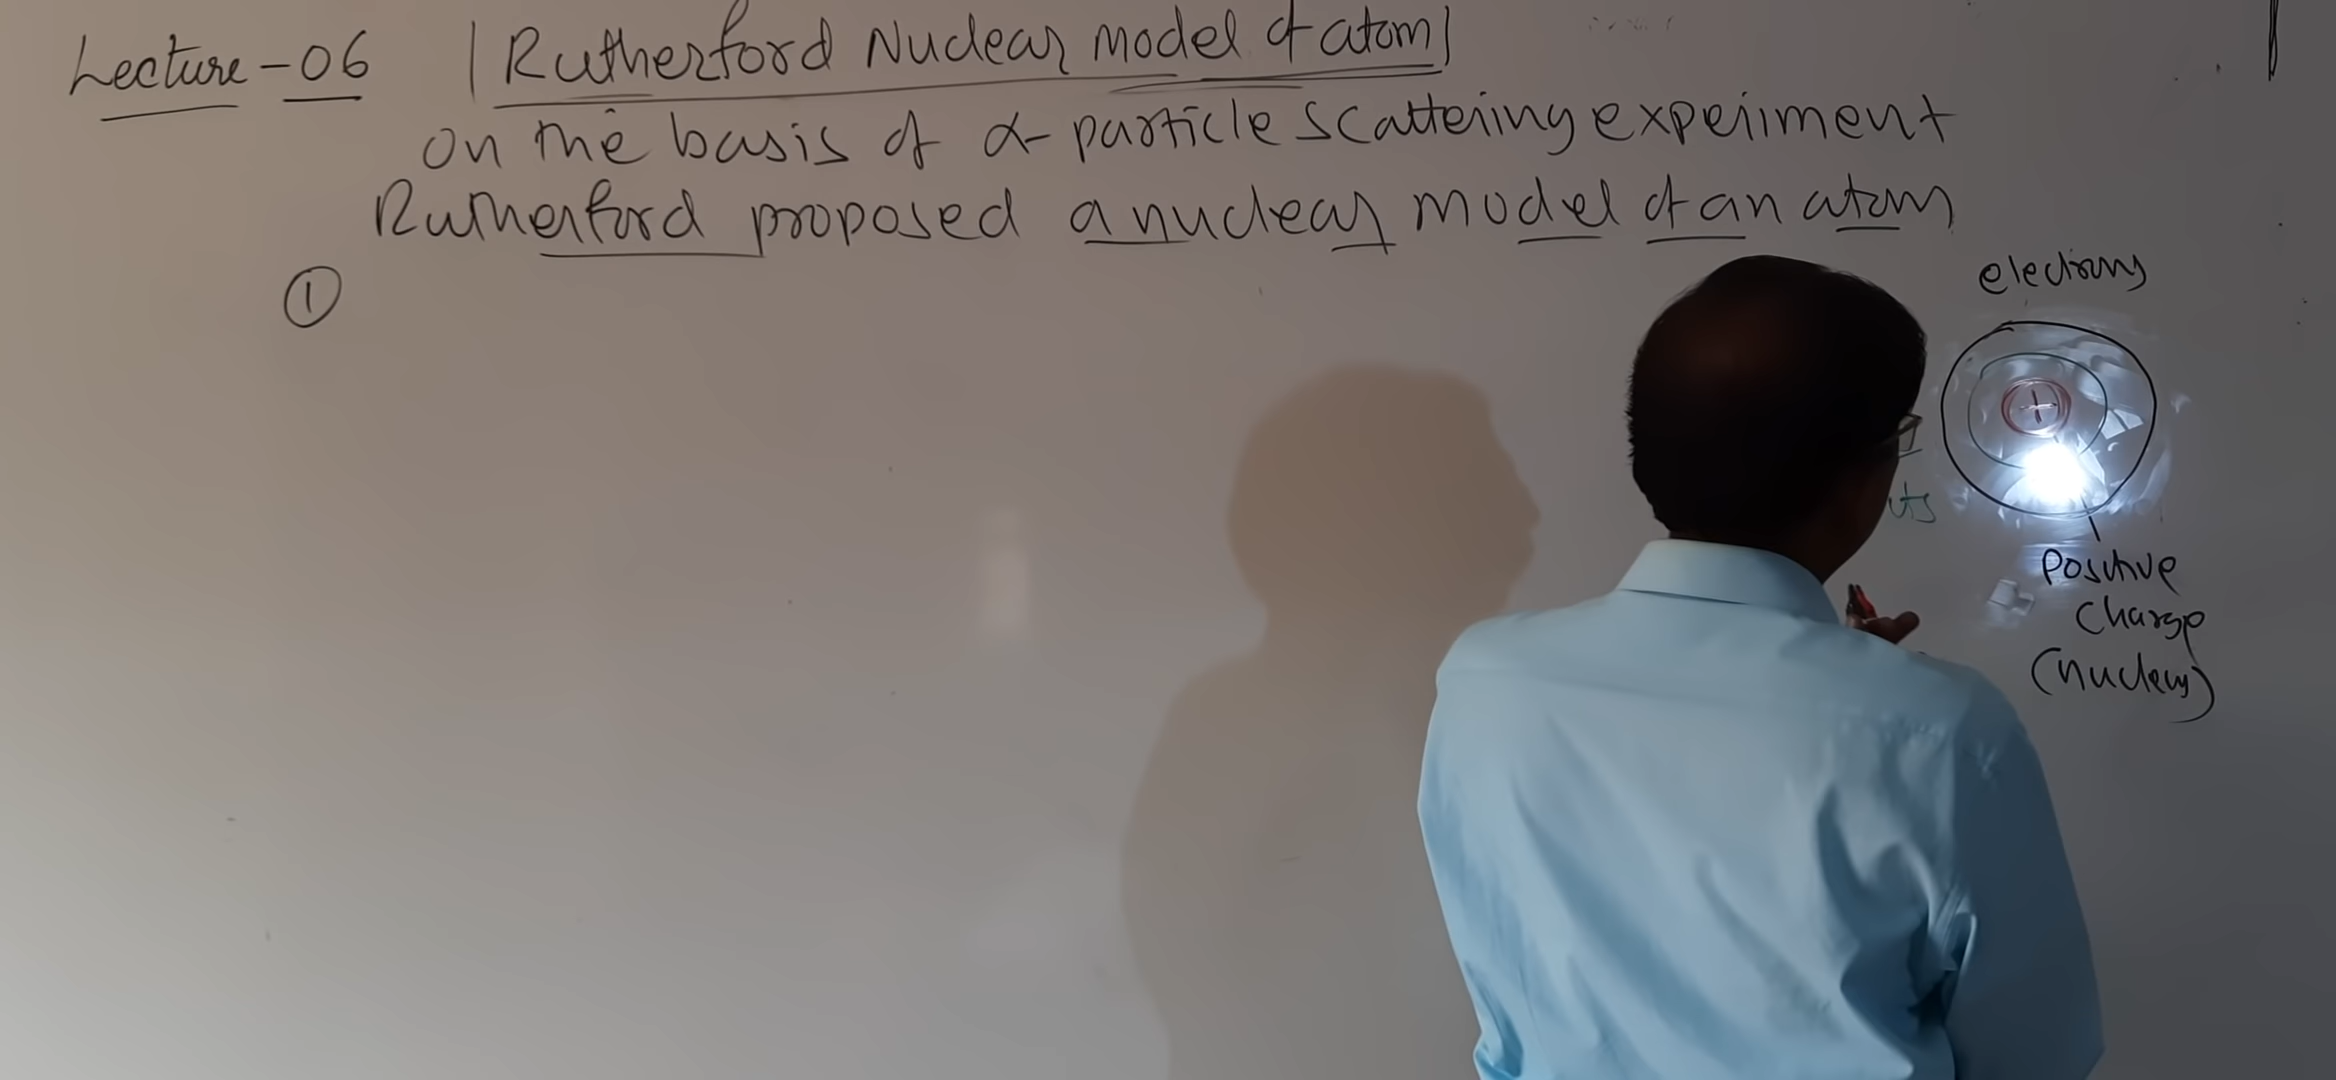 Lecture-06 | Rutherford Nuclear model of atom |
on the basis of α-particle scattering experiment
Rutherford proposed a nuclear model of an atom
①
electrons
+
Positive
Charge
(nucleus)